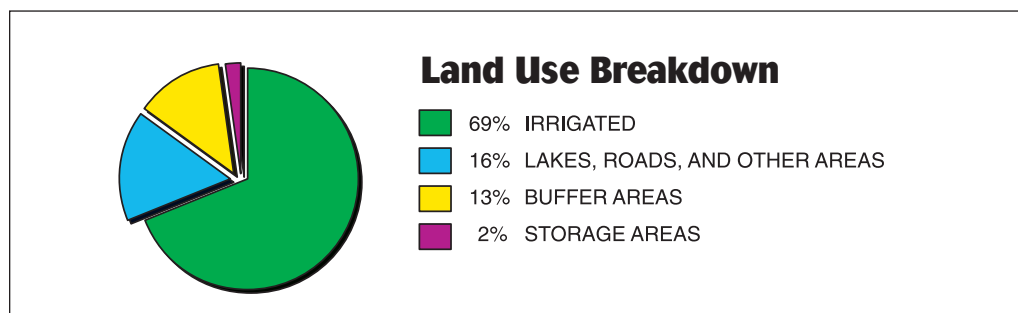 Land Use Breakdown
69% IRRIGATED
16% LAKES, ROADS, AND OTHER AREAS
13% BUFFER AREAS
2% STORAGE AREAS